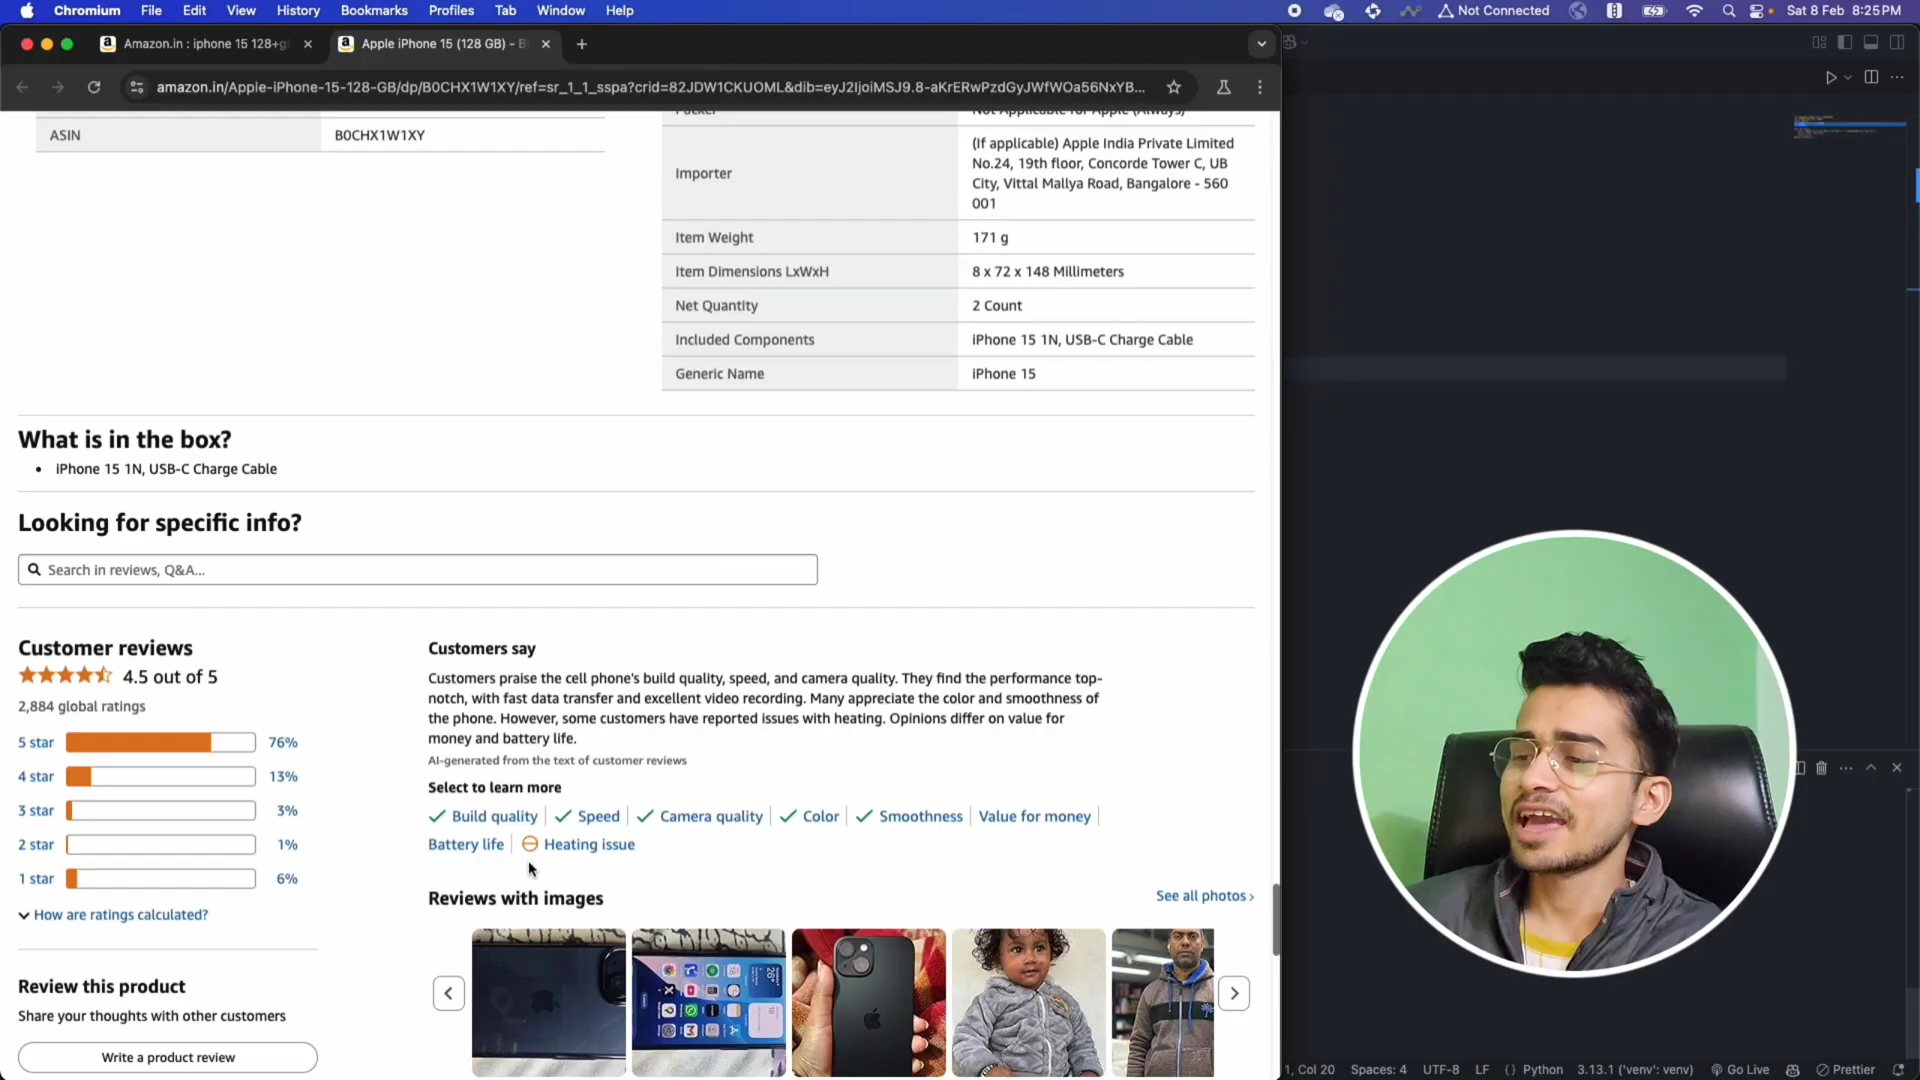 Chromium File Edit View History Bookmarks Profiles Tab Window Help
Not Connected
Sat 8 Feb 8:25 PM
Amazon.in : iphone 15 128+g
Apple iPhone 15 (128 GB) - B
amazon.in/Apple-iPhone-15-128-GB/dp/B0CHX1W1XY/ref=sr_1_1_sspa?crid=82JDW1CKUOML&dib=eyJ2IjoiMSJ9.8-aKrERwPzdGyJWfWOa56NxYB...
ASIN B0CHX1W1XY
Packer Not Applicable for Apple (Always)
Importer
(If applicable) Apple India Private Limited
No.24, 19th floor, Concorde Tower C, UB
City, Vittal Mallya Road, Bangalore - 560
001
Item Weight 171 g
Item Dimensions LxWxH 8 x 72 x 148 Millimeters
Net Quantity 2 Count
Included Components iPhone 15 1N, USB-C Charge Cable
Generic Name iPhone 15
What is in the box?
• iPhone 15 1N, USB-C Charge Cable
Looking for specific info?
Search in reviews, Q&A...
Customer reviews
4.5 out of 5
2,884 global ratings
5 star 76%
4 star 13%
3 star 3%
2 star 1%
1 star 6%
How are ratings calculated?
Review this product
Share your thoughts with other customers
Write a product review
Customers say
Customers praise the cell phone's build quality, speed, and camera quality. They find the performance top-
notch, with fast data transfer and excellent video recording. Many appreciate the color and smoothness of
the phone. However, some customers have reported issues with heating. Opinions differ on value for
money and battery life.
AI-generated from the text of customer reviews
Select to learn more
Build quality Speed Camera quality Color Smoothness Value for money
Battery life Heating issue
Reviews with images
See all photos ›
1, Col 20 Spaces: 4 UTF-8 LF {} Python 3.13.1 ('venv': venv) Go Live Prettier